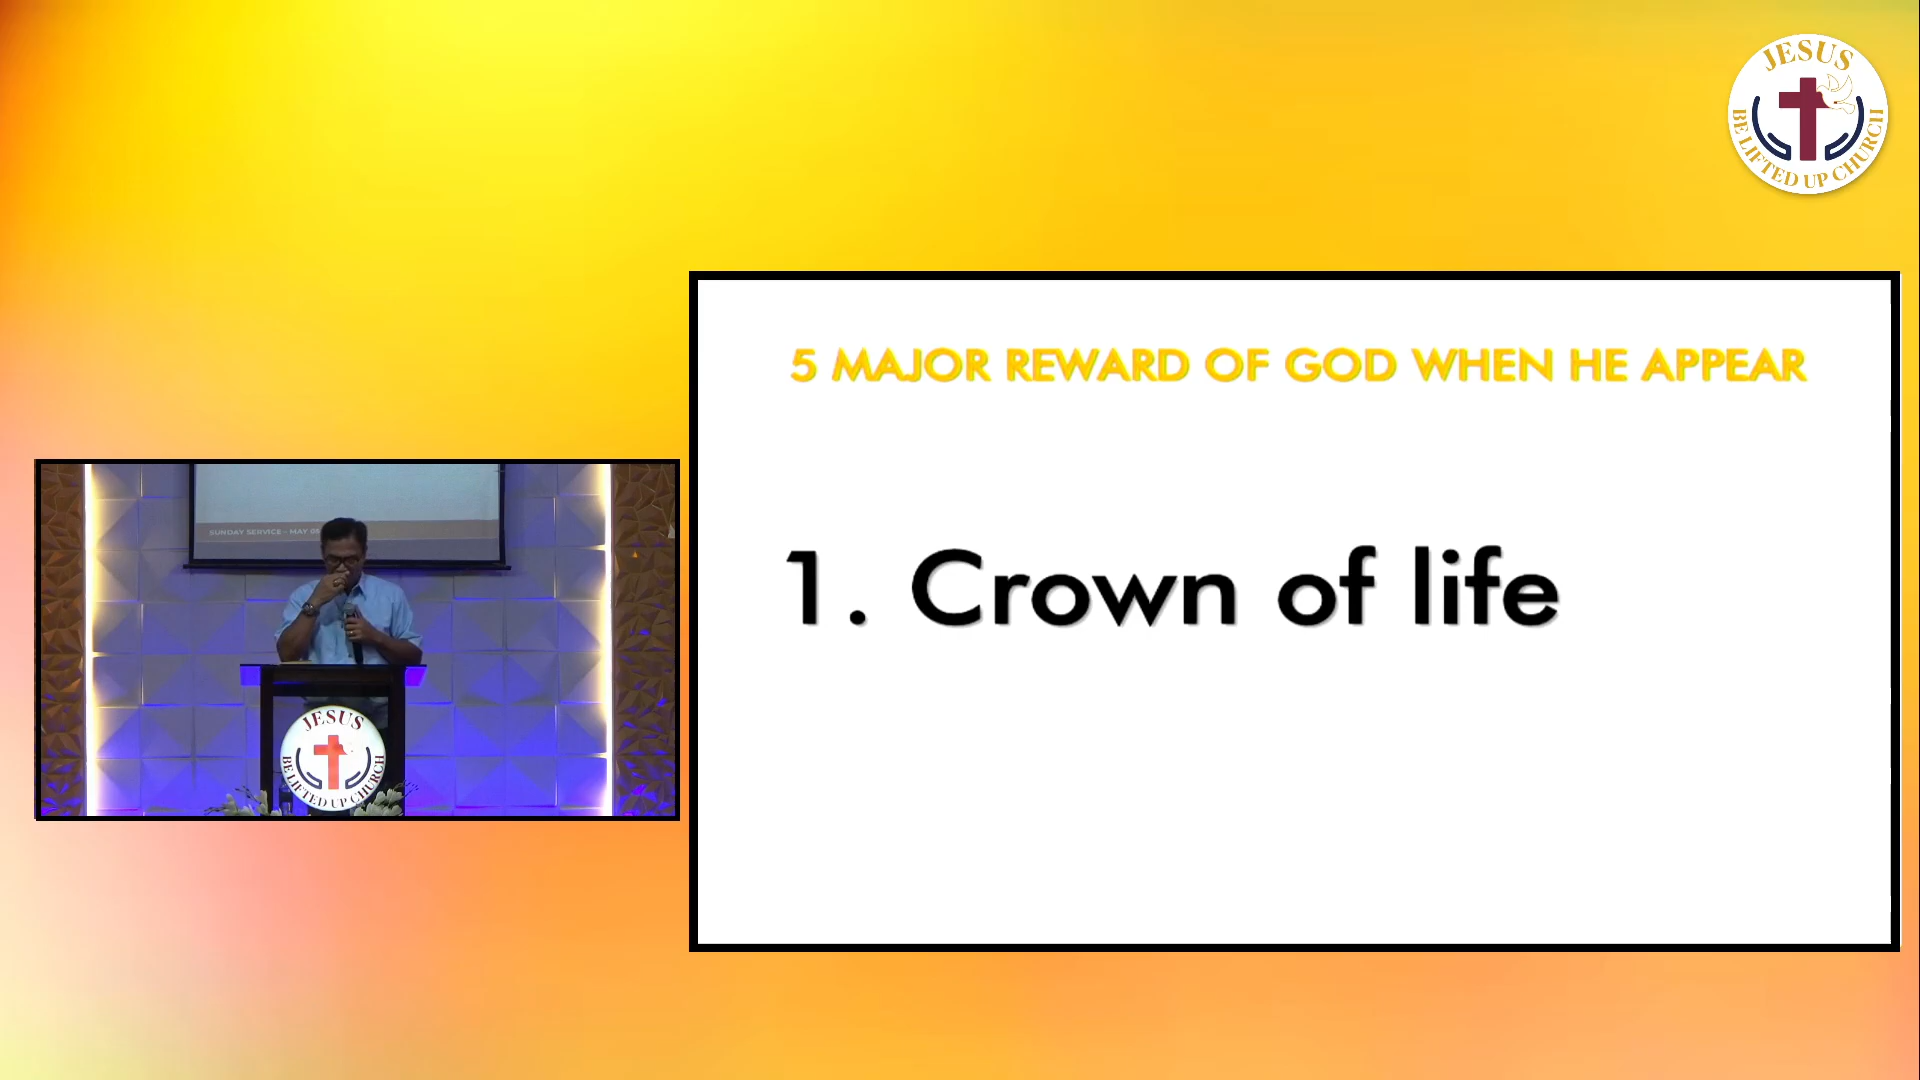 JESUS
BE LIFTED UP CHURCH
5 MAJOR REWARD OF GOD WHEN HE APPEAR
1. Crown of life
SUNDAY SERVICE - MAY
JESUS
BE LIFTED UP CHURCH